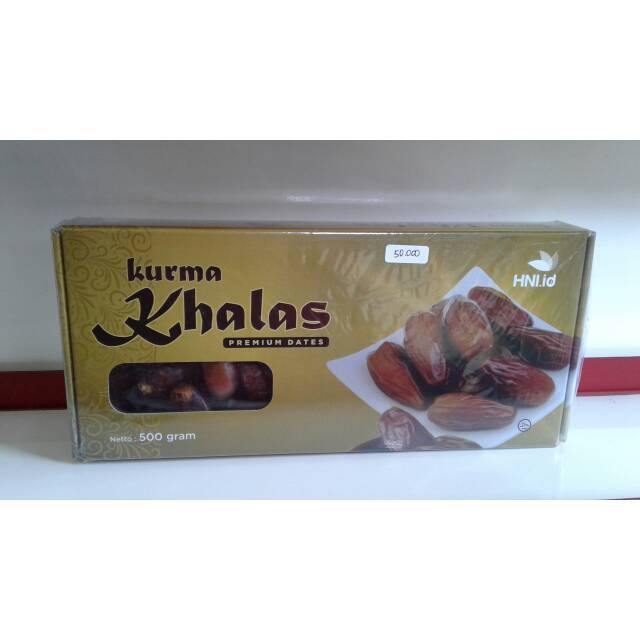 50.000
HNI.id
kurma
Khalas
PREMIUM DATES
Netto : 500 gram